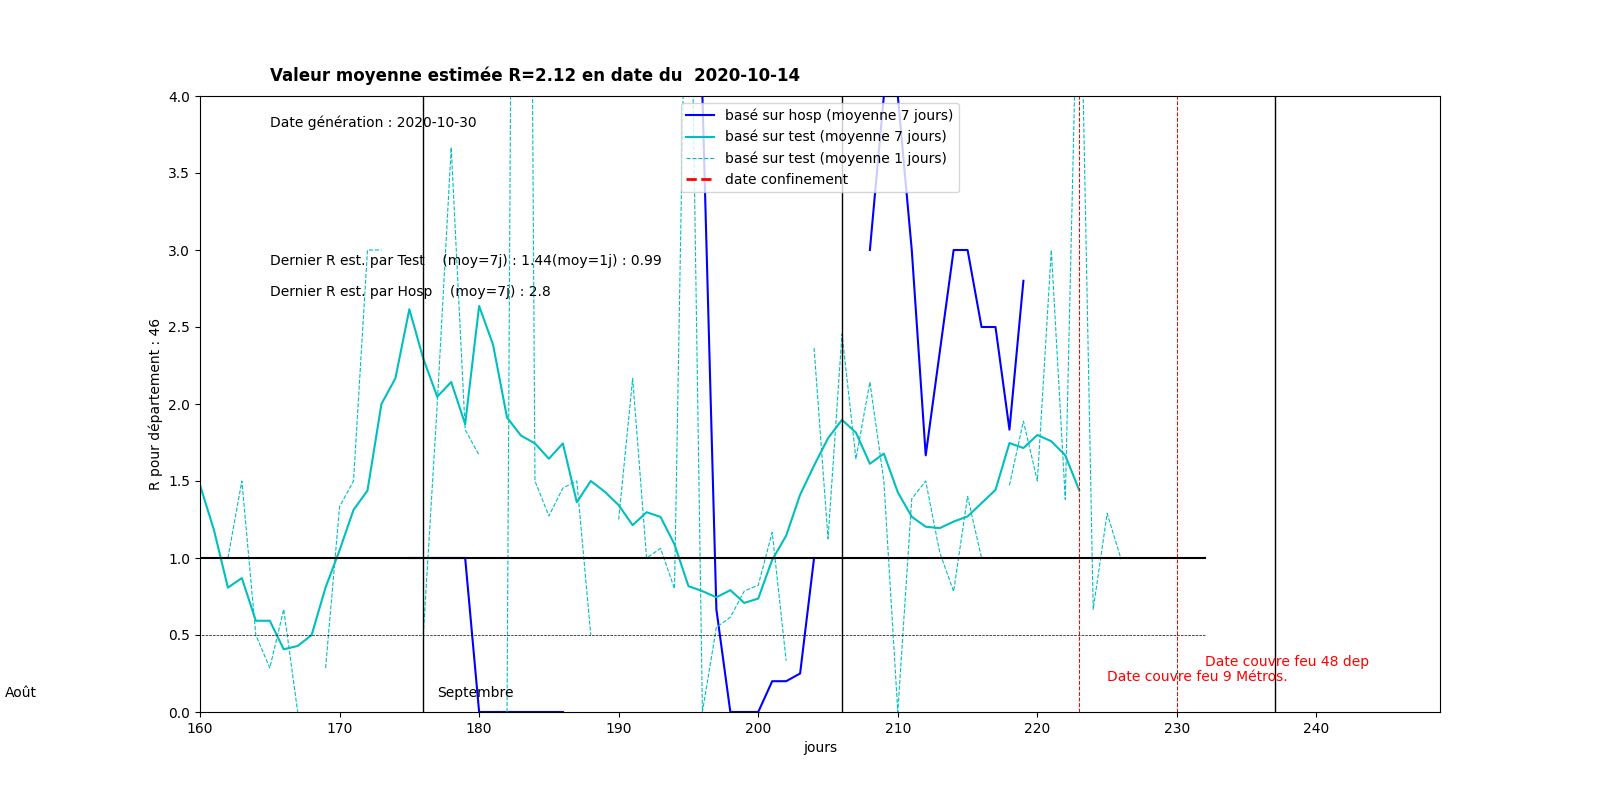 Valeur moyenne estimée R=2.12 en date du  2020-10-14
Date génération : 2020-10-30
basé sur hosp (moyenne 7 jours)
basé sur test (moyenne 7 jours)
basé sur test (moyenne 1 jours)
date confinement
Dernier R est. par Test    (moy=7j) : 1.44(moy=1j) : 0.99
Dernier R est. par Hosp    (moy=7j) : 2.8
R pour département : 46
4.0
3.5
3.0
2.5
2.0
1.5
1.0
0.5
0.0
Date couvre feu 48 dep
Date couvre feu 9 Métros.
Août
Septembre
160 170 180 190 200 210 220 230 240
jours